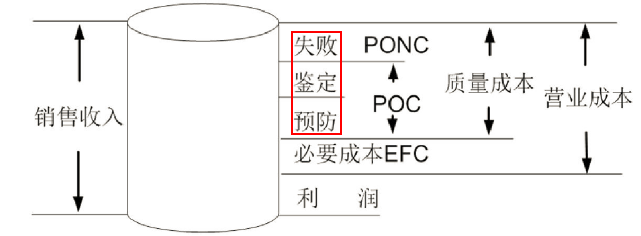 失败 PONC
鉴定
质量成本
营业成本
POC
销售收入
预防
必要成本EFC
利 润